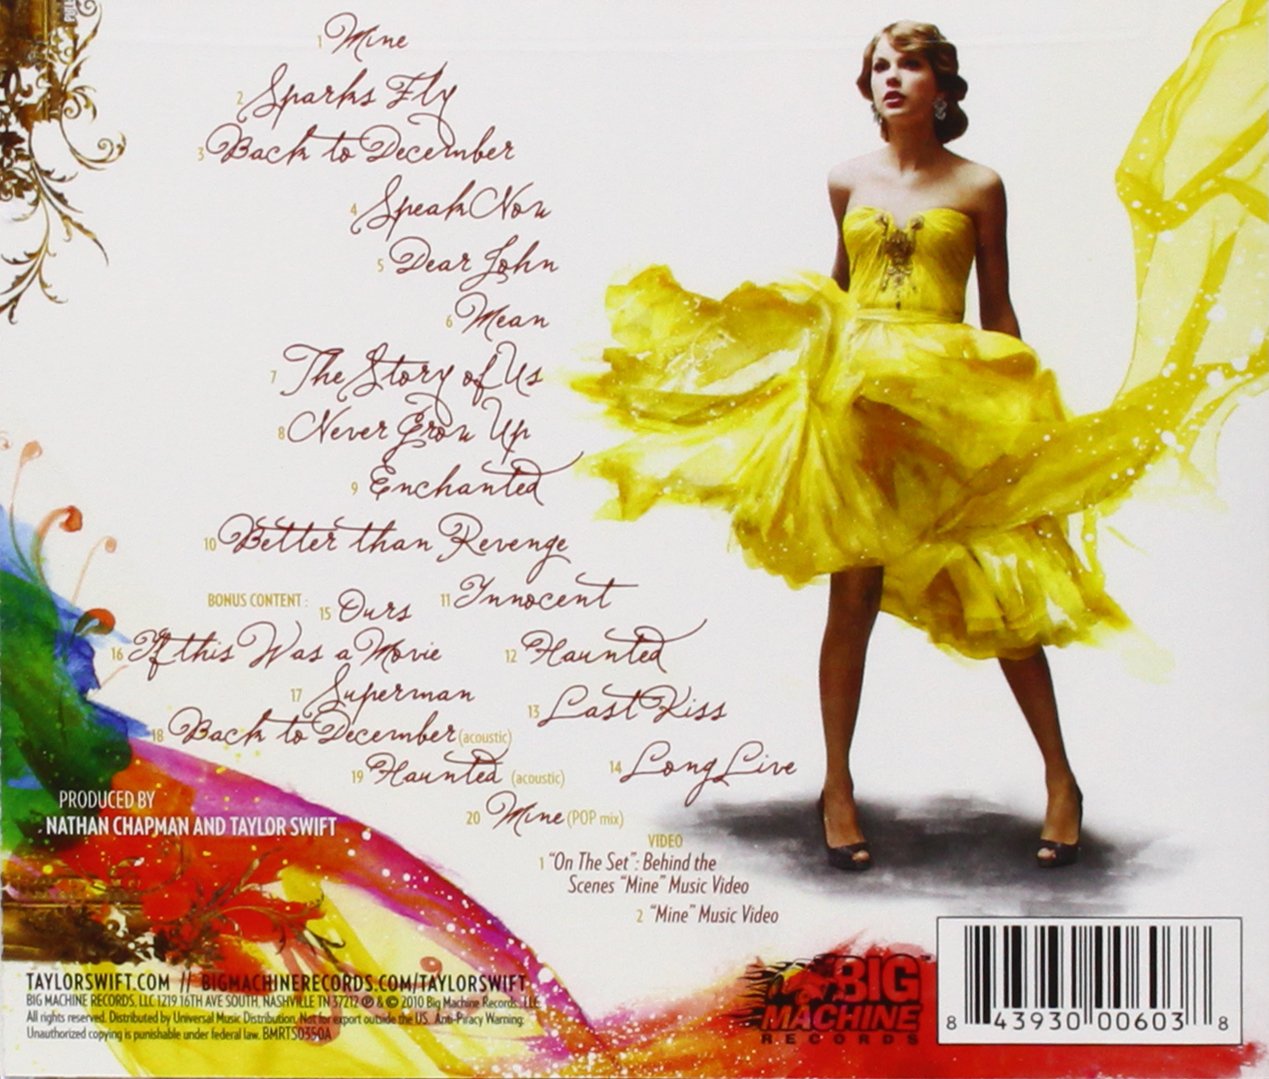 1 Mine
2 Sparks Fly
3 Back to December
4 Speak Now
5 Dear John
6 Mean
7 The Story of Us
8 Never Grow Up
9 Enchanted
10 Better than Revenge
11 Innocent
12 Haunted
13 Last Kiss
14 Long Live
BONUS CONTENT:
15 Ours
16 If this Was a Movie
17 Superman
18 Back to December (acoustic)
19 Haunted (acoustic)
20 Mine (POP mix)
VIDEO
1 "On The Set": Behind the
Scenes "Mine" Music Video
2 "Mine" Music Video
PRODUCED BY
NATHAN CHAPMAN AND TAYLOR SWIFT
TAYLORSWIFT.COM // BIGMACHINERECORDS.COM/TAYLORSWIFT
BIG MACHINE RECORDS, LLC 1219 16TH AVE SOUTH, NASHVILLE TN 37212 ℗ & © 2010 Big Machine Records, LLC
All rights reserved. Distributed by Universal Music Distribution. Not for export outside the US. Anti-Piracy Warning:
Unauthorized copying is punishable under federal law. BMRTS0350A
BIG
MACHINE
RECORDS
8 43930 00603 8